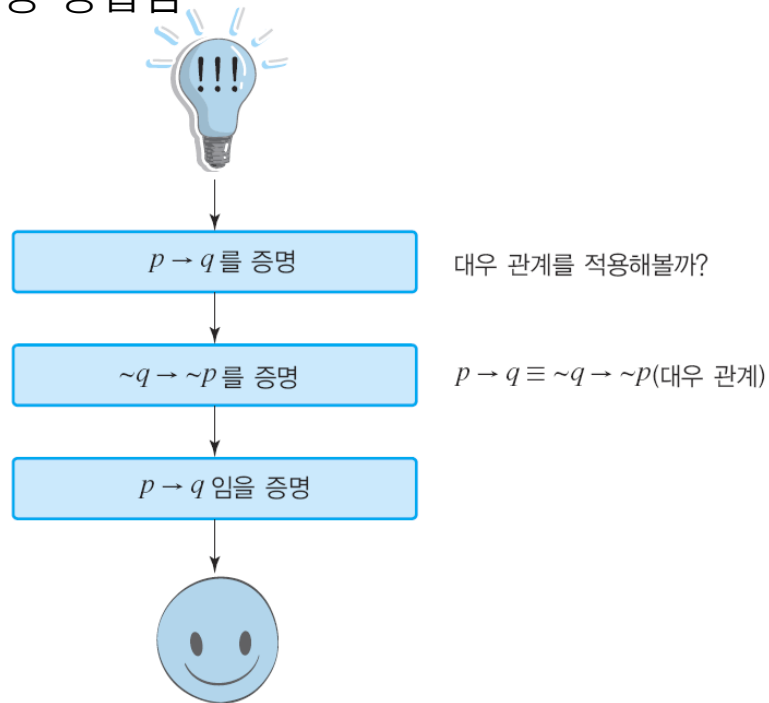 !!!
p → q 를 증명
대우 관계를 적용해볼까?
~q → ~p 를 증명
p → q ≡ ~q → ~p(대우 관계)
p → q 임을 증명